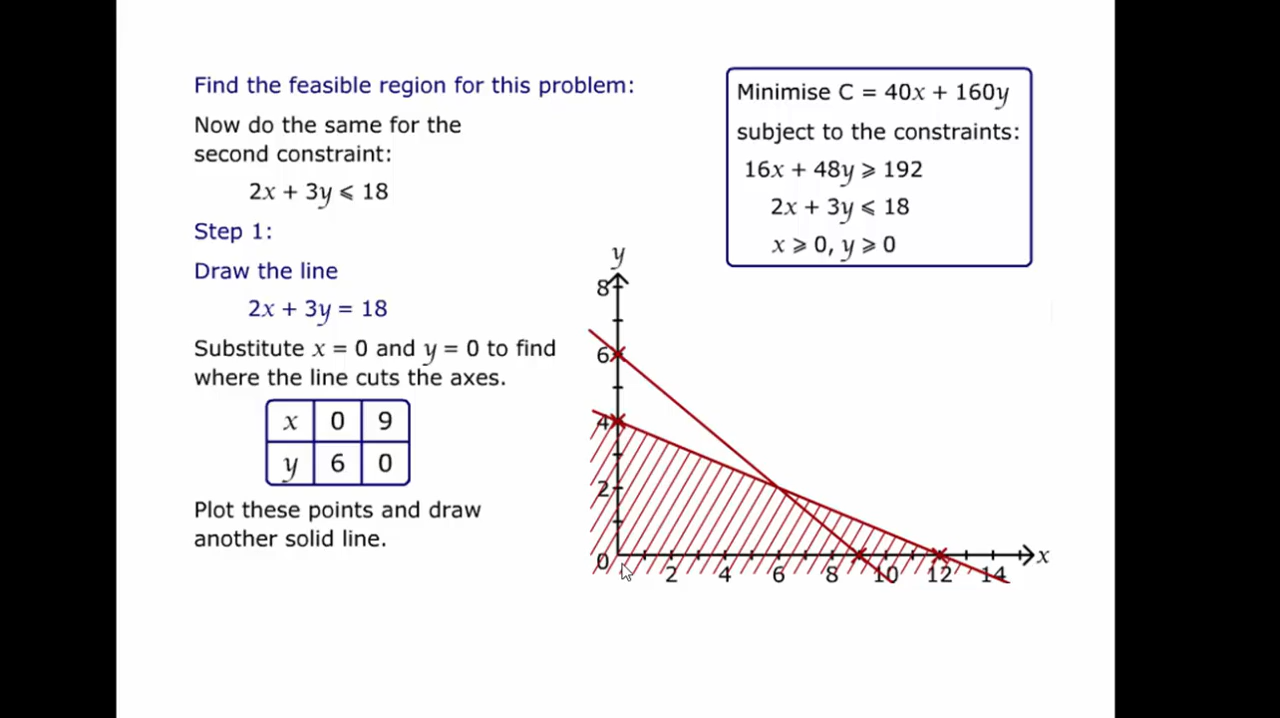 Find the feasible region for this problem:
Now do the same for the
second constraint:
2x + 3y ⩽ 18
Step 1:
Draw the line
2x + 3y = 18
Substitute x = 0 and y = 0 to find
where the line cuts the axes.
x 0 9
y 6 0
Plot these points and draw
another solid line.
Minimise C = 40x + 160y
subject to the constraints:
16x + 48y ⩾ 192
2x + 3y ⩽ 18
x ⩾ 0, y ⩾ 0
y
8
6
4
2
0
2 4 6 8 10 12 14 x